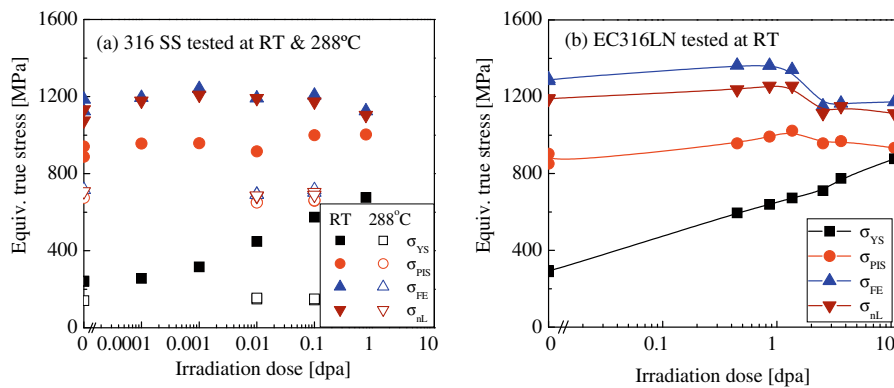 (a) 316 SS tested at RT & 288ºC
Equiv. true stress [MPa]
1600
1200
800
400
0
0 0.0001 0.001 0.01 0.1 1 10
Irradiation dose [dpa]
RT 288°C
σYS
σPIS
σFE
σnL
(b) EC316LN tested at RT
Equiv. true stress [MPa]
1600
1200
800
400
0
0 0.1 1 10
Irradiation dose [dpa]
σYS
σPIS
σFE
σnL